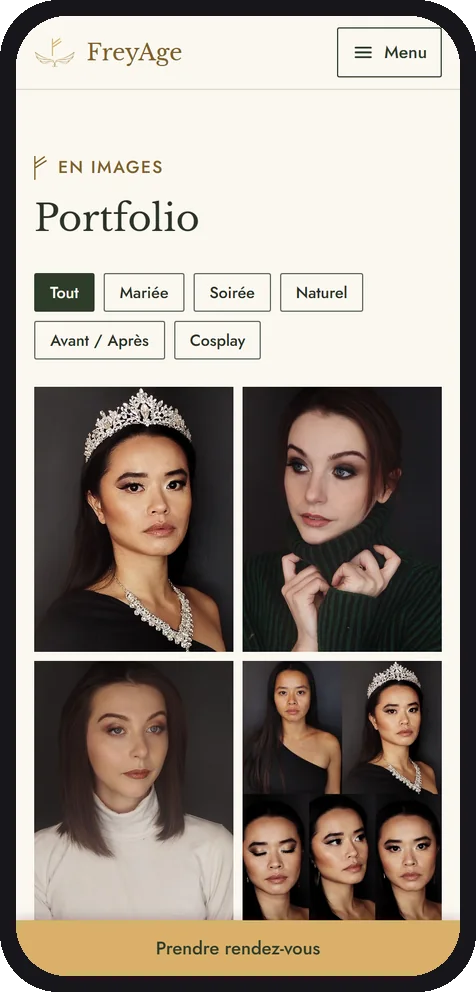 FreyAge
Menu
EN IMAGES
Portfolio
Tout
Mariée
Soirée
Naturel
Avant / Après
Cosplay
Prendre rendez-vous